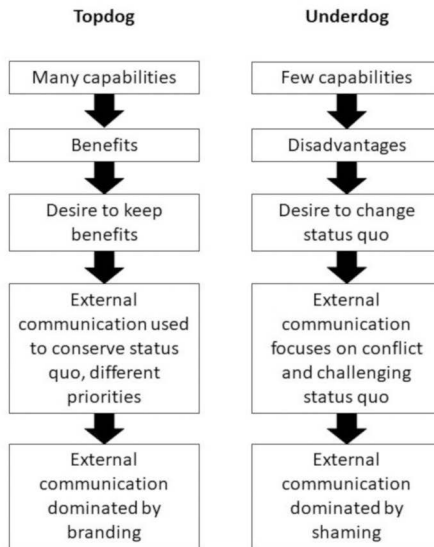 Topdog
Many capabilities
Benefits
Desire to keep
benefits
External
communication used
to conserve status
quo, different
priorities
External
communication
dominated by
branding
Underdog
Few capabilities
Disadvantages
Desire to change
status quo
External
communication
focuses on conflict
and challenging
status quo
External
communication
dominated by
shaming